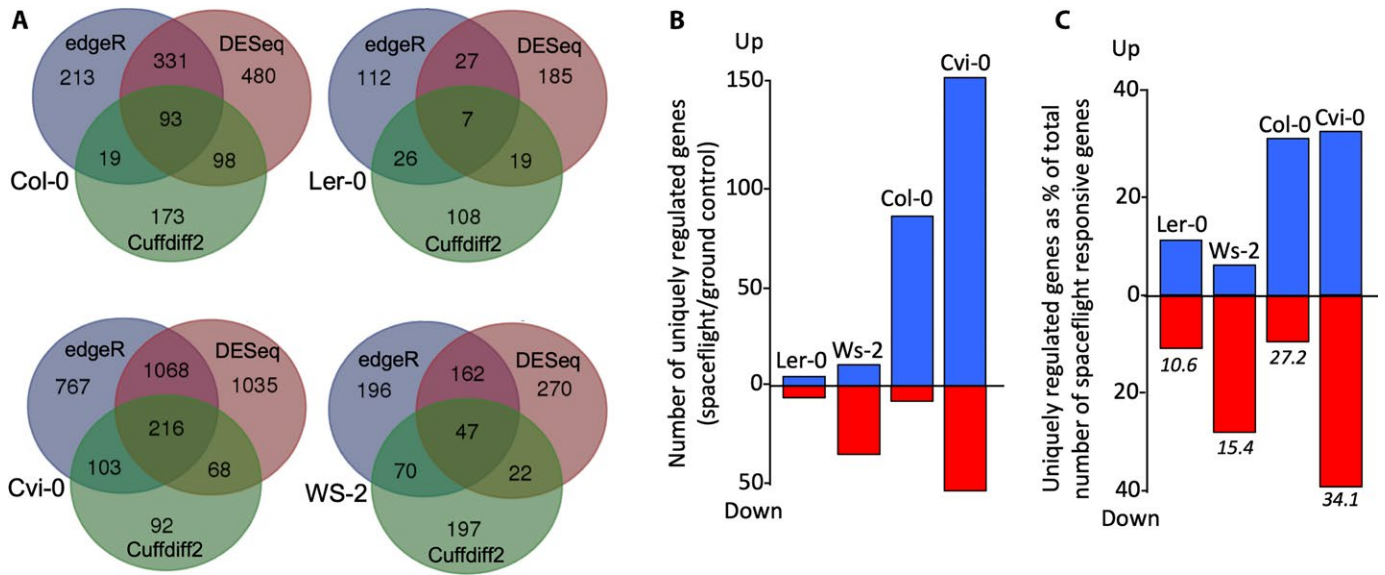 A
edgeR
DESeq
213
331
480
93
19
98
Col-0
173
Cuffdiff2
edgeR
DESeq
112
27
185
7
26
19
Ler-0
108
Cuffdiff2
edgeR
DESeq
767
1068
1035
216
103
68
Cvi-0
92
Cuffdiff2
edgeR
DESeq
196
162
270
47
70
22
WS-2
197
Cuffdiff2
B
Up
Number of uniquely regulated genes
(spaceflight/ground control)
150
100
50
0
50
Down
Ler-0
Ws-2
Col-0
Cvi-0
C
Up
Uniquely regulated genes as % of total
number of spaceflight responsive genes
40
20
0
20
40
Down
Ler-0
Ws-2
Col-0
Cvi-0
10.6
15.4
27.2
34.1